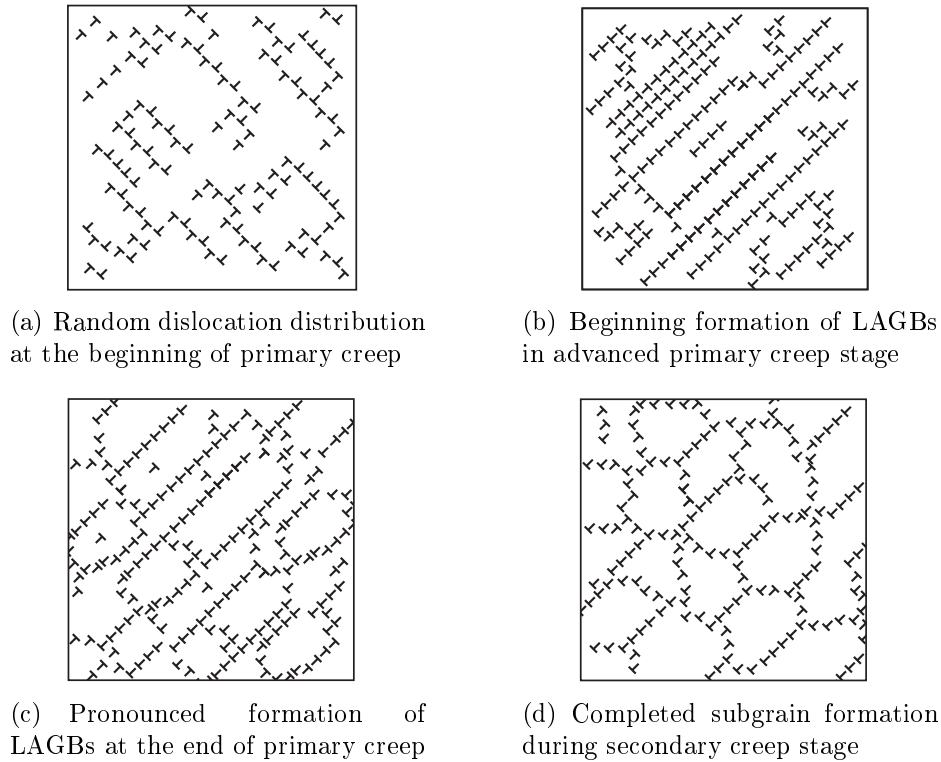 (a) Random dislocation distribution
at the beginning of primary creep
(b) Beginning formation of LAGBs
in advanced primary creep stage
(c) Pronounced formation of
LAGBs at the end of primary creep
(d) Completed subgrain formation
during secondary creep stage